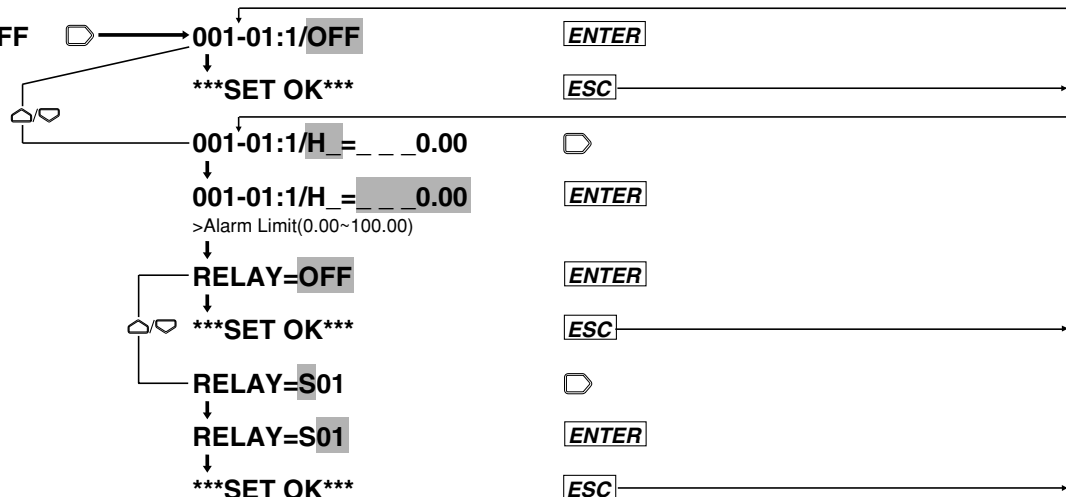 FF 001-01:1/OFF ENTER
***SET OK*** ESC
/
001-01:1/H_=_ _ _0.00
001-01:1/H_=_ _ _0.00 ENTER
>Alarm Limit(0.00~100.00)
RELAY=OFF ENTER
/ ***SET OK*** ESC
RELAY=S01
RELAY=S01 ENTER
***SET OK*** ESC